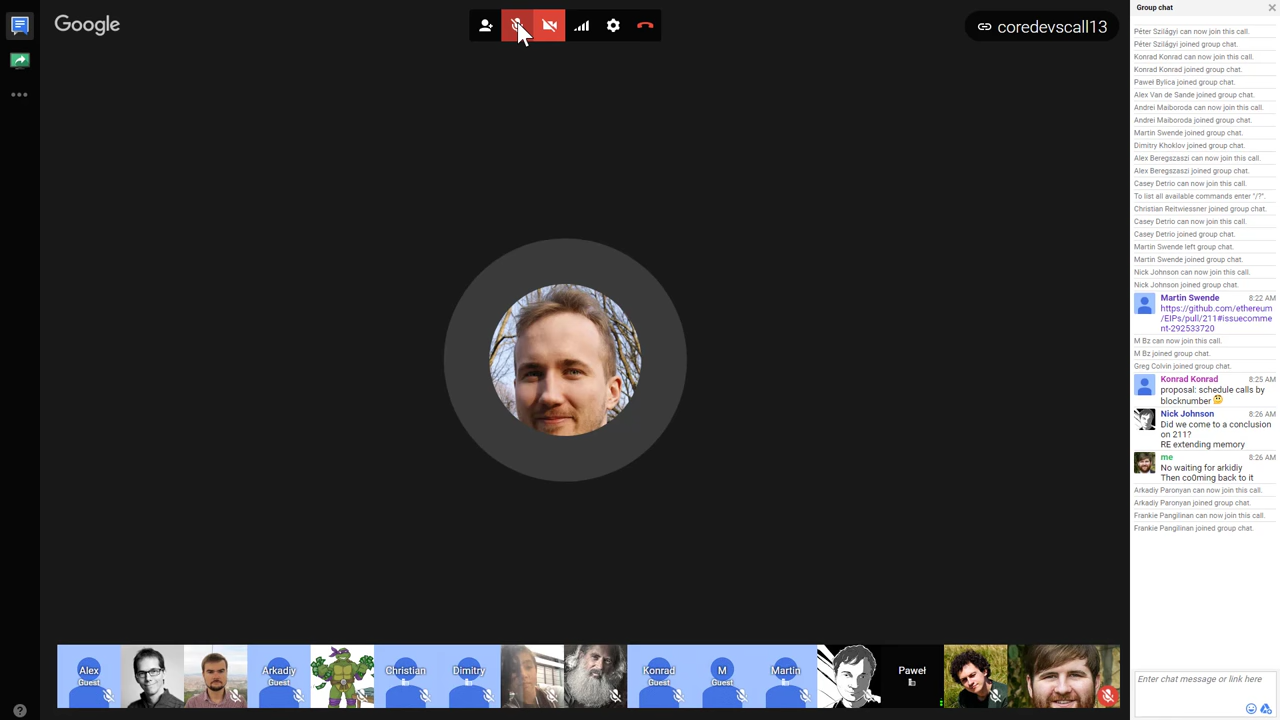 Google
coredevscall13
Group chat
Péter Szilágyi can now join this call.
Péter Szilágyi joined group chat.
Konrad Konrad can now join this call.
Konrad Konrad joined group chat.
Paweł Bylica joined group chat.
Alex Van de Sande joined group chat.
Andrei Maiboroda can now join this call.
Andrei Maiboroda joined group chat.
Martin Swende joined group chat.
Dimitry Khoklov joined group chat.
Alex Beregszaszi can now join this call.
Alex Beregszaszi joined group chat.
Casey Detrio can now join this call.
To list all available commands enter "/?".
Christian Reitwiessner joined group chat.
Casey Detrio can now join this call.
Casey Detrio joined group chat.
Martin Swende left group chat.
Martin Swende joined group chat.
Nick Johnson can now join this call.
Nick Johnson joined group chat.
Martin Swende 8:22 AM
https://github.com/ethereum
/EIPs/pull/211#issuecomme
nt-292533720
M Bz can now join this call.
M Bz joined group chat.
Greg Colvin joined group chat.
Konrad Konrad 8:25 AM
proposal: schedule calls by
blocknumber
Nick Johnson 8:26 AM
Did we come to a conclusion
on 211?
RE extending memory
me 8:26 AM
No waiting for arkidiy
Then co0ming back to it
Arkadiy Paronyan can now join this call.
Arkadiy Paronyan joined group chat.
Frankie Pangilinan can now join this call.
Frankie Pangilinan joined group chat.
Enter chat message or link here
Alex
Guest
Arkadiy
Guest
Christian
Guest
Dimitry
Guest
Konrad
Guest
M
Guest
Martin
Guest
Paweł